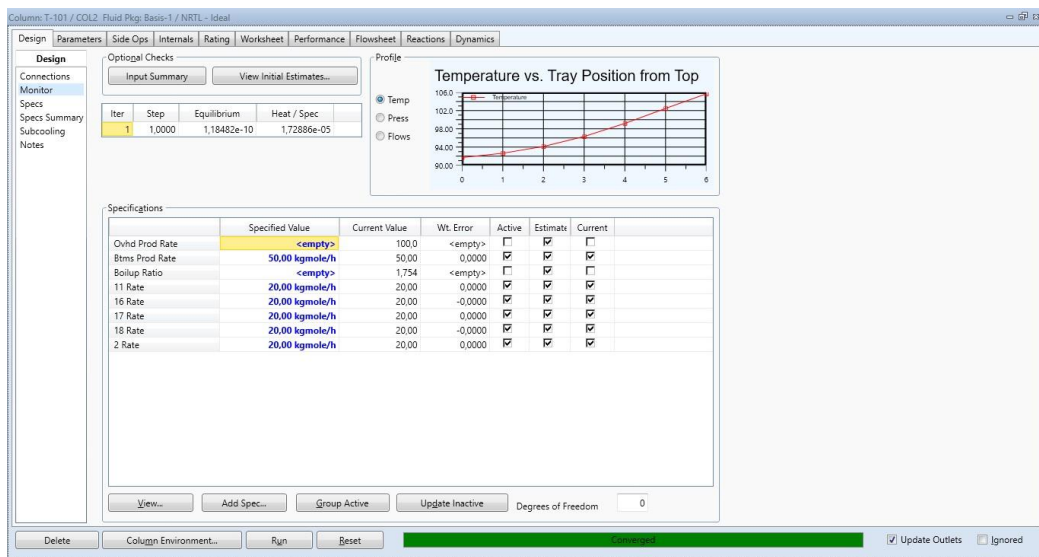 Column: T-101 / COL2 Fluid Pkg: Basis-1 / NRTL - Ideal
Design Parameters Side Ops Internals Rating Worksheet Performance Flowsheet Reactions Dynamics
Design
Connections
Monitor
Specs
Specs Summary
Subcooling
Notes
Optional Checks
Input Summary View Initial Estimates...
Iter Step Equilibrium Heat / Spec
1 1,0000 1,18482e-10 1,72886e-05
Profile
Temp
Press
Flows
Temperature vs. Tray Position from Top
Temperature
106.0
102.0
98.00
94.00
90.00
0 1 2 3 4 5 6
Specifications
Specified Value Current Value Wt. Error Active Estimate Current
Ovhd Prod Rate <empty> 100,0 <empty>
Btms Prod Rate 50,00 kgmole/h 50,00 0,0000
Boilup Ratio <empty> 1,754 <empty>
11 Rate 20,00 kgmole/h 20,00 0,0000
16 Rate 20,00 kgmole/h 20,00 -0,0000
17 Rate 20,00 kgmole/h 20,00 0,0000
18 Rate 20,00 kgmole/h 20,00 -0,0000
2 Rate 20,00 kgmole/h 20,00 0,0000
View... Add Spec... Group Active Update Inactive Degrees of Freedom 0
Delete Column Environment... Run Reset Converged Update Outlets Ignored